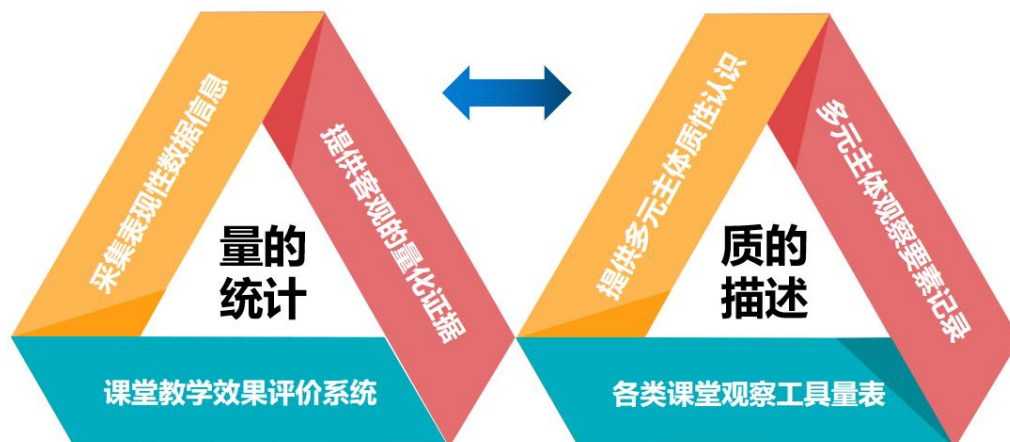 采集表现性数据信息
提供客观的量化证据
量的
统计
课堂教学效果评价系统
提供多元主体质性认识
多元主体观察要素记录
质的
描述
各类课堂观察工具量表